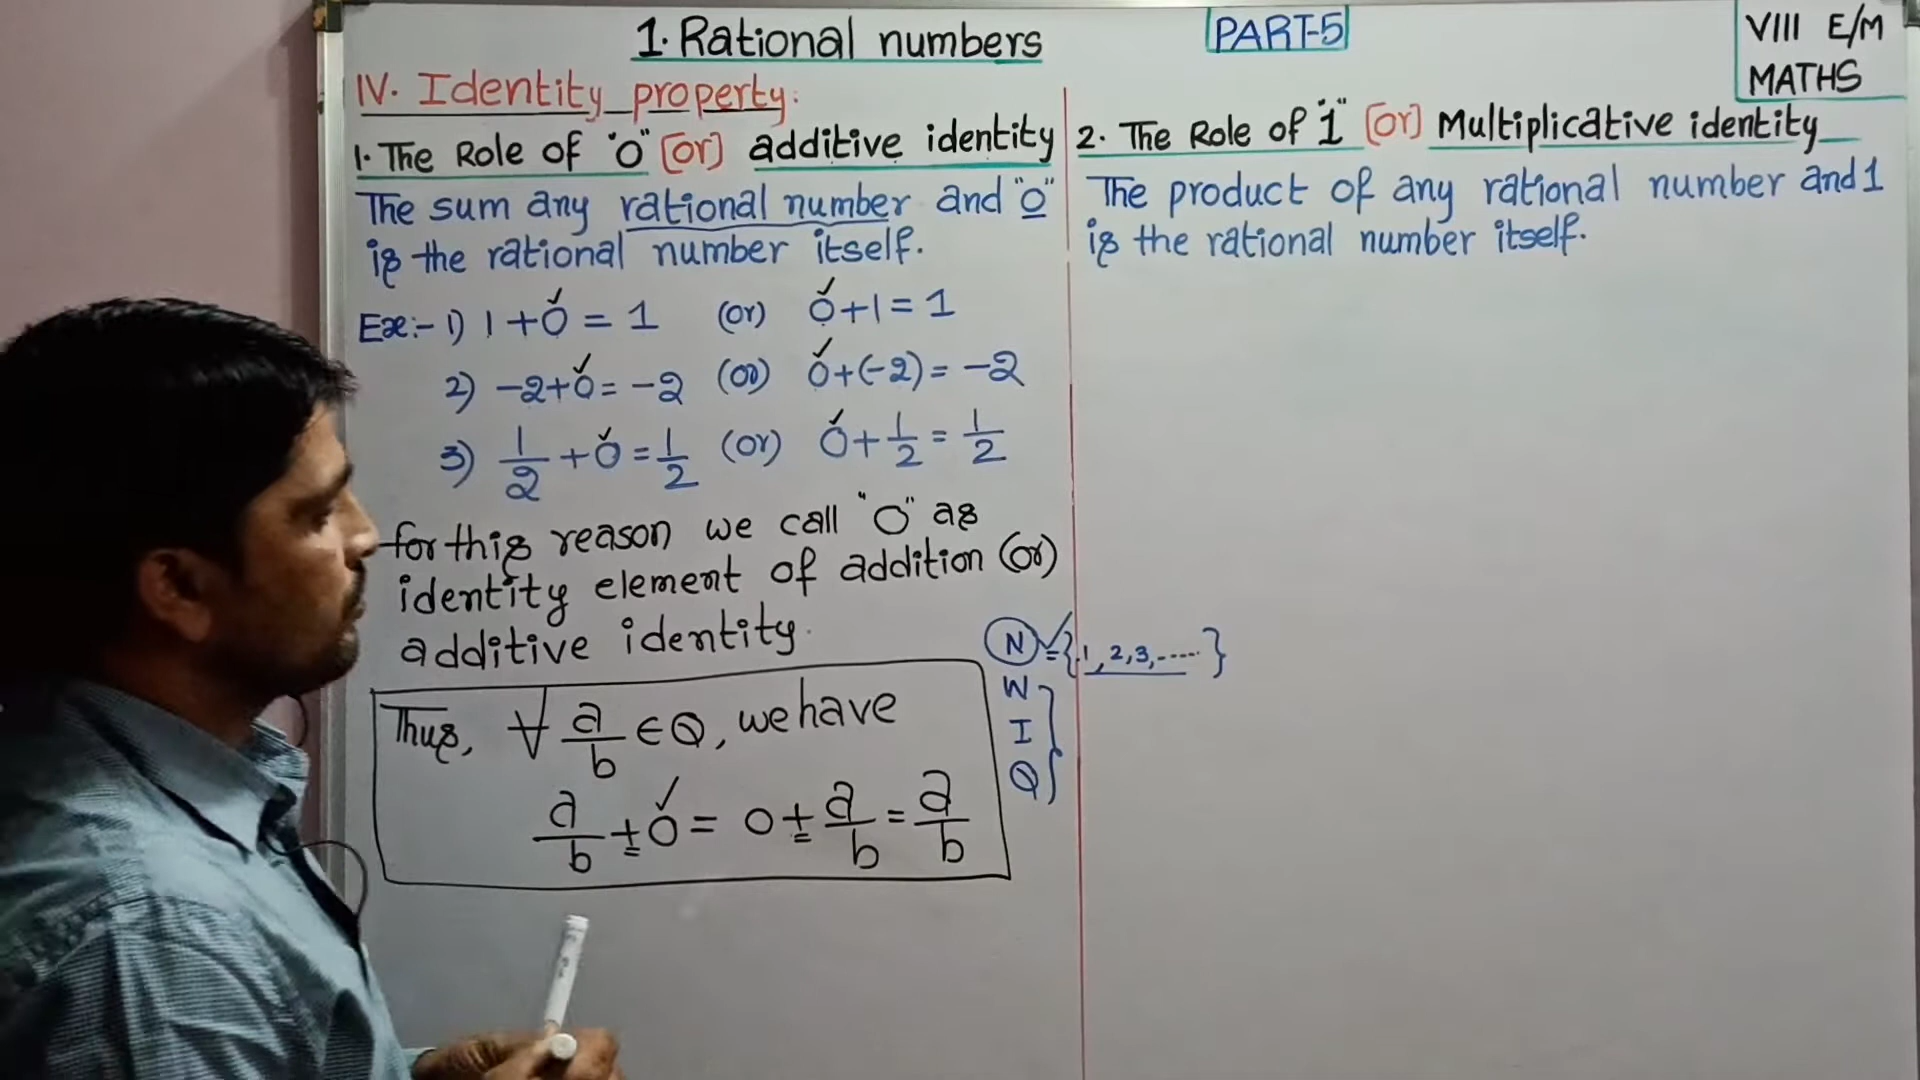 1. Rational numbers
PART-5
VIII E/M
MATHS
IV. Identity property:
1. The Role of "0" [or] additive identity
The sum any rational number and "0"
is the rational number itself.
Ex:- 1) 1 + 0 = 1 (or) 0 + 1 = 1
2) -2 + 0 = -2 (or) 0 + (-2) = -2
3) 1/2 + 0 = 1/2 (or) 0 + 1/2 = 1/2
for this reason we call "0" as
identity element of addition (or)
additive identity.
Thus, ∀ a/b ∈ Q, we have
a/b ± 0 = 0 ± a/b = a/b
N = {1, 2, 3, ----- }
W
I
Q
2. The Role of "1" [or] Multiplicative identity
The product of any rational number and 1
is the rational number itself.